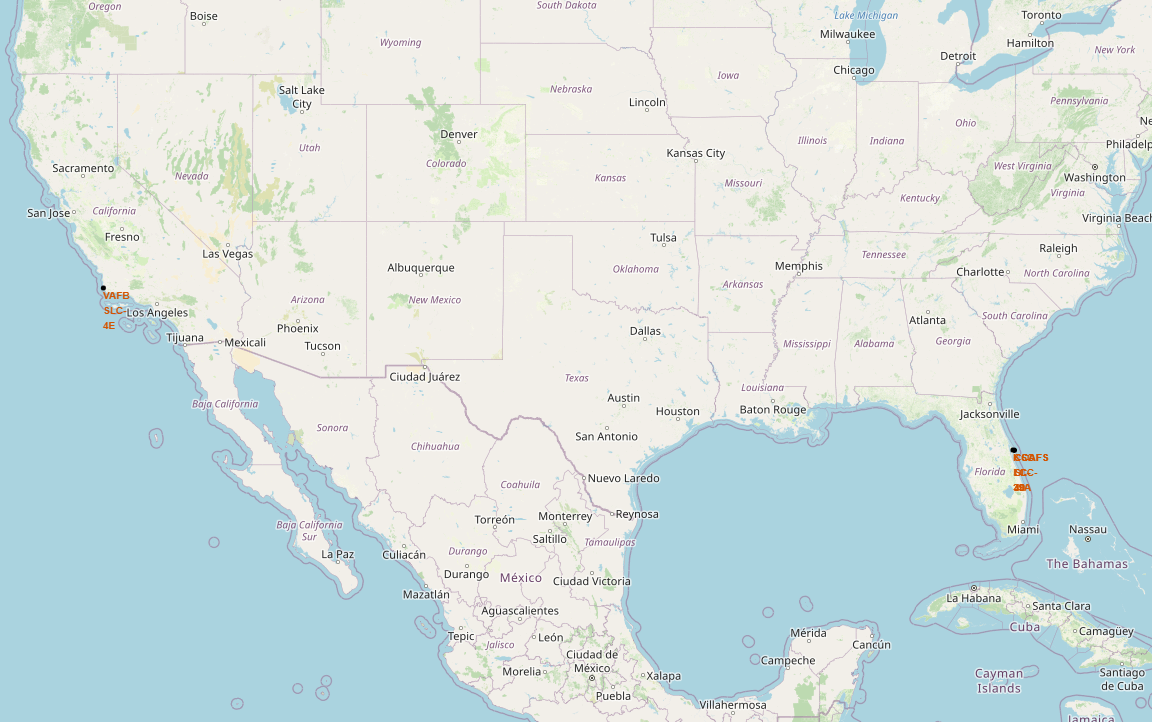 Oregon
Boise
South Dakota
Lake Michigan
Toronto
Milwaukee
Wyoming
Hamilton
New York
Detroit
Chicago
Iowa
Salt Lake
City
Nebraska
Lincoln
Pennsylvania
Ne
Ohio
Denver
Utah
Illinois
Indiana
Philadelp
Kansas City
Colorado
Sacramento
West Virginia
Nevada
Kansas
Missouri
Washington
Virginia
Kentucky
San Jose
California
Virginia Beach
Fresno
Tulsa
Raleigh
Las Vegas
Tennessee
Albuquerque
Oklahoma
Memphis
Charlotte
North Carolina
Arkansas
VAFB
SLC-
4E
Los Angeles
Arizona
New Mexico
South Carolina
Atlanta
Phoenix
Dallas
Tijuana
Mexicali
Tucson
Mississippi
Alabama
Georgia
Ciudad Juárez
Texas
Louisiana
Baja California
Austin
Houston
Baton Rouge
Jacksonville
Sonora
Chihuahua
San Antonio
Florida
Coahuila
Nuevo Laredo
Torreón
Monterrey
Reynosa
Baja California
Sur
Saltillo
Tamaulipas
Miami
Nassau
La Paz
Culiacán
Durango
The Bahamas
Durango
México
Ciudad Victoria
Mazatlán
La Habana
Santa Clara
Aguascalientes
Cuba
Camagüey
Tepic
León
Jalisco
Mérida
Cancún
Ciudad de
México
Campeche
Morelia
Xalapa
Cayman
Islands
Santiago
de Cuba
Puebla
Villahermosa
Jamaica